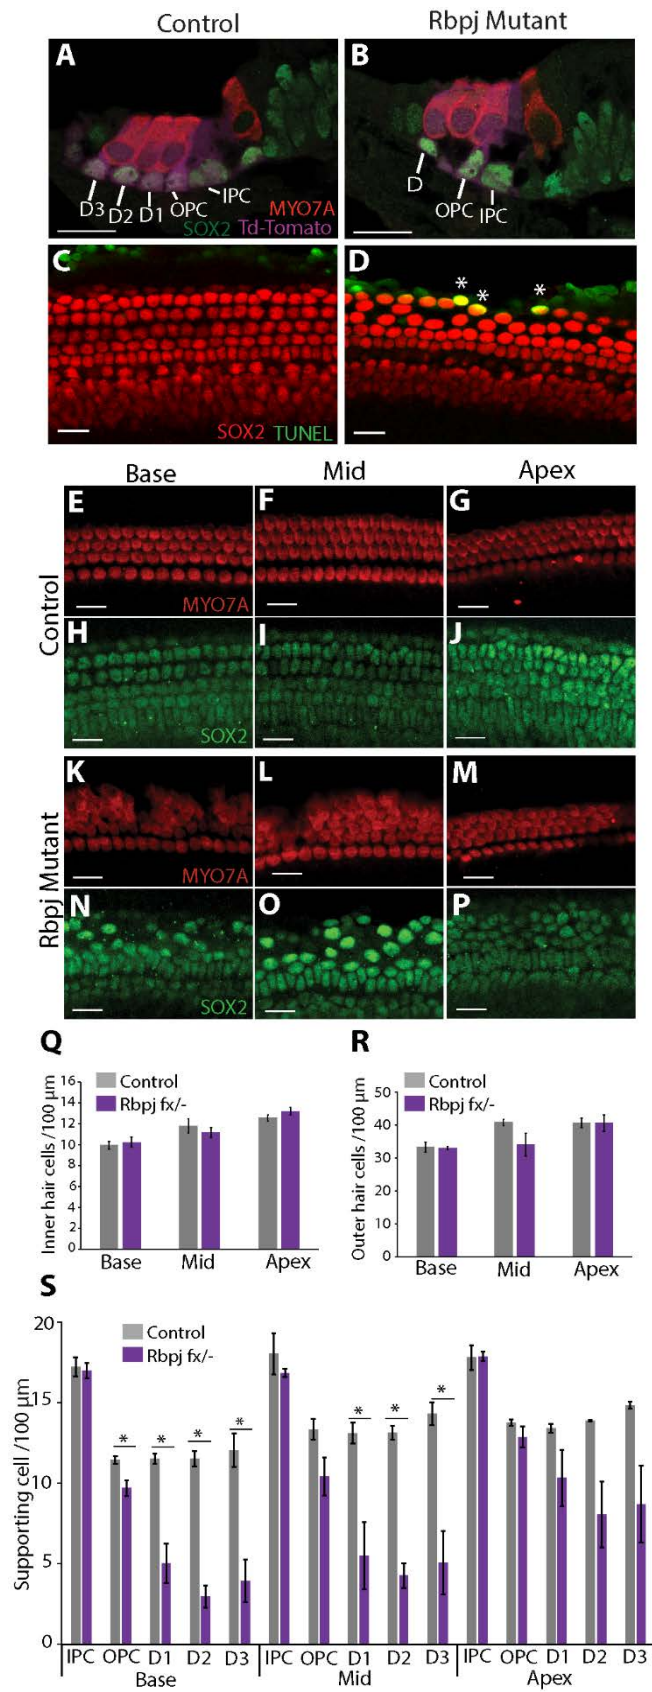 Control Rbpj Mutant
A B
D3 D2 D1 OPC IPC
D OPC IPC
MYO7A
SOX2 Td-Tomato
C D
* * *
SOX2 TUNEL
Base Mid Apex
Control
E F G
MYO7A
H I J
SOX2
Rbpj Mutant
K L M
MYO7A
N O P
SOX2
Q
Control
Rbpj fx/-
Inner hair cells /100 µm
16
14
12
10
8
6
4
2
0
Base Mid Apex
R
Control
Rbpj fx/-
Outer hair cells /100 µm
50
40
30
20
10
0
Base Mid Apex
S
Control
Rbpj fx/-
Supporting cell /100 µm
20
15
10
5
0
* * * * * * *
IPC OPC D1 D2 D3 IPC OPC D1 D2 D3 IPC OPC D1 D2 D3
Base Mid Apex